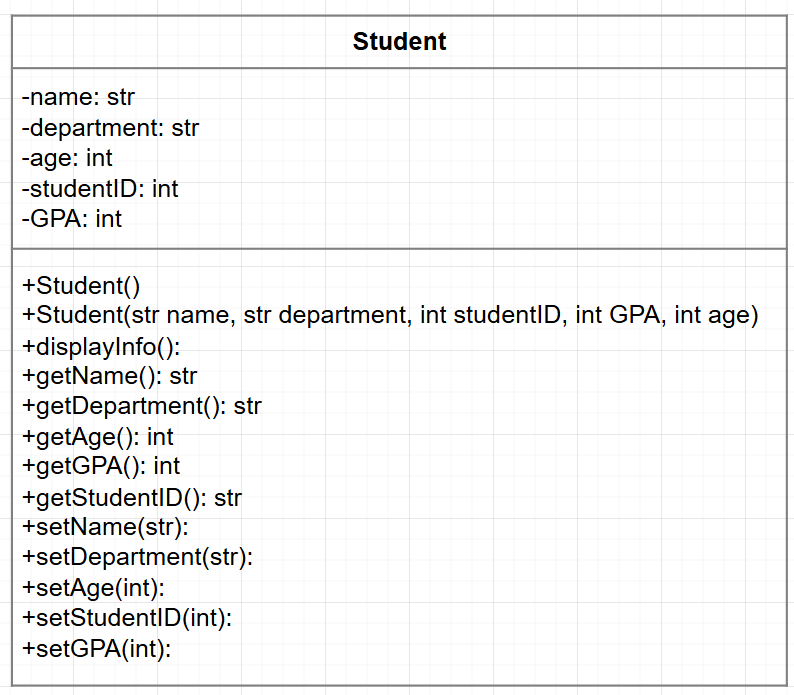 Student
-name: str
-department: str
-age: int
-studentID: int
-GPA: int
+Student()
+Student(str name, str department, int studentID, int GPA, int age)
+displayInfo():
+getName(): str
+getDepartment(): str
+getAge(): int
+getGPA(): int
+getStudentID(): str
+setName(str):
+setDepartment(str):
+setAge(int):
+setStudentID(int):
+setGPA(int):